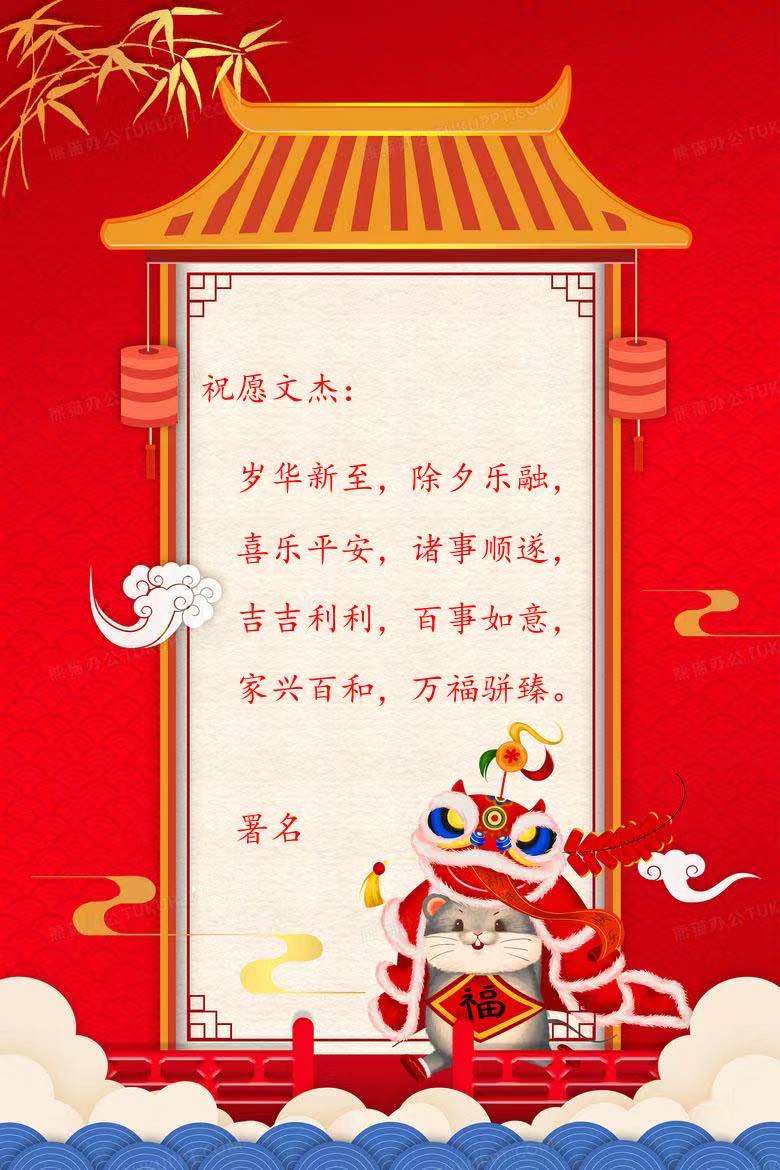 祝愿文杰：
岁华新至，除夕乐融，
喜乐平安，诸事顺遂，
吉吉利利，百事如意，
家兴百和，万福骈臻。
署名
福
熊猫办公 TUKUPPT.COM